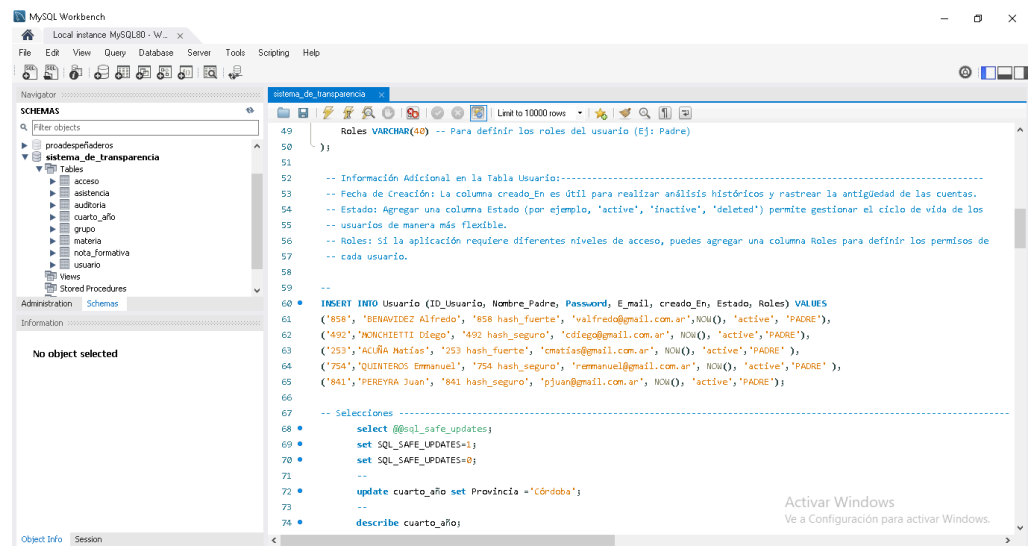 MySQL Workbench
Local instance MySQL80 - W...
File Edit View Query Database Server Tools Scripting Help
Navigator
SCHEMAS
Filter objects
proadespeñaderos
sistema_de_transparencia
Tables
acceso
asistencia
auditoria
cuarto_año
grupo
materia
nota_formativa
usuario
Views
Stored Procedures
Administration Schemas
Information
No object selected
Object Info Session
sistema_de_transparencia
Limit to 10000 rows
49 Roles VARCHAR(40) -- Para definir los roles del usuario (Ej: Padre)
50 );
51
52 -- Información Adicional en la Tabla Usuario:--------------------------------------------------------------------------------
53 -- Fecha de Creación: La columna creado_En es útil para realizar análisis históricos y rastrear la antigüedad de las cuentas.
54 -- Estado: Agregar una columna Estado (por ejemplo, 'active', 'inactive', 'deleted') permite gestionar el ciclo de vida de los
55 -- usuarios de manera más flexible.
56 -- Roles: Si la aplicación requiere diferentes niveles de acceso, puedes agregar una columna Roles para definir los permisos de
57 -- cada usuario.
58
59 --
60 INSERT INTO Usuario (ID_Usuario, Nombre_Padre, Password, E_mail, creado_En, Estado, Roles) VALUES
61 ('858', 'BENAVIDEZ Alfredo', '858 hash_fuerte', 'valfredo@gmail.com.ar',NOW(), 'active', 'PADRE'),
62 ('492','MONCHIETTI Diego', '492 hash_seguro', 'cdiego@gmail.com.ar', NOW(), 'active','PADRE'),
63 ('253','ACUÑA Matias', '253 hash_fuerte', 'cmatias@gmail.com.ar', NOW(), 'active','PADRE' ),
64 ('754','QUINTEROS Emmanuel', '754 hash_seguro', 'remmanuel@gmail.com.ar', NOW(), 'active','PADRE' ),
65 ('841','PEREYRA Juan', '841 hash_seguro', 'pjuan@gmail.com.ar', NOW(), 'active','PADRE');
66
67 -- Selecciones --------------------------------------------------------------------------------
68 select @@sql_safe_updates;
69 set SQL_SAFE_UPDATES=1;
70 set SQL_SAFE_UPDATES=0;
71 --
72 update cuarto_año set Provincia ='Córdoba';
73 --
74 describe cuarto_año;
Activar Windows
Ve a Configuración para activar Windows.